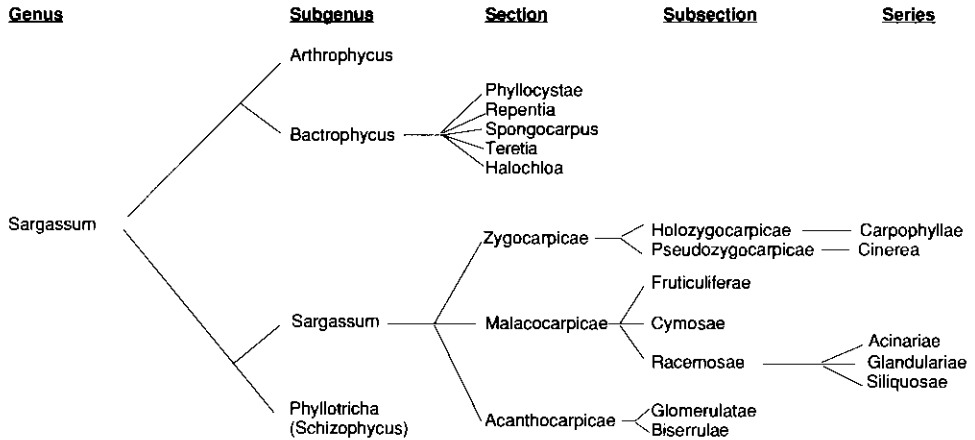 Genus Subgenus Section Subsection Series
Arthrophycus
Phyllocystae
Repentia
Bactrophycus Spongocarpus
Teretia
Halochloa
Sargassum
Zygocarpicae Holozygocarpicae Carpophyllae
Pseudozygocarpicae Cinerea
Fruticuliferae
Sargassum Malacocarpicae Cymosae
Acinariae
Racemosae Glandulariae
Siliquosae
Phyllotricha
(Schizophycus)
Acanthocarpicae Glomerulatae
Biserrulae